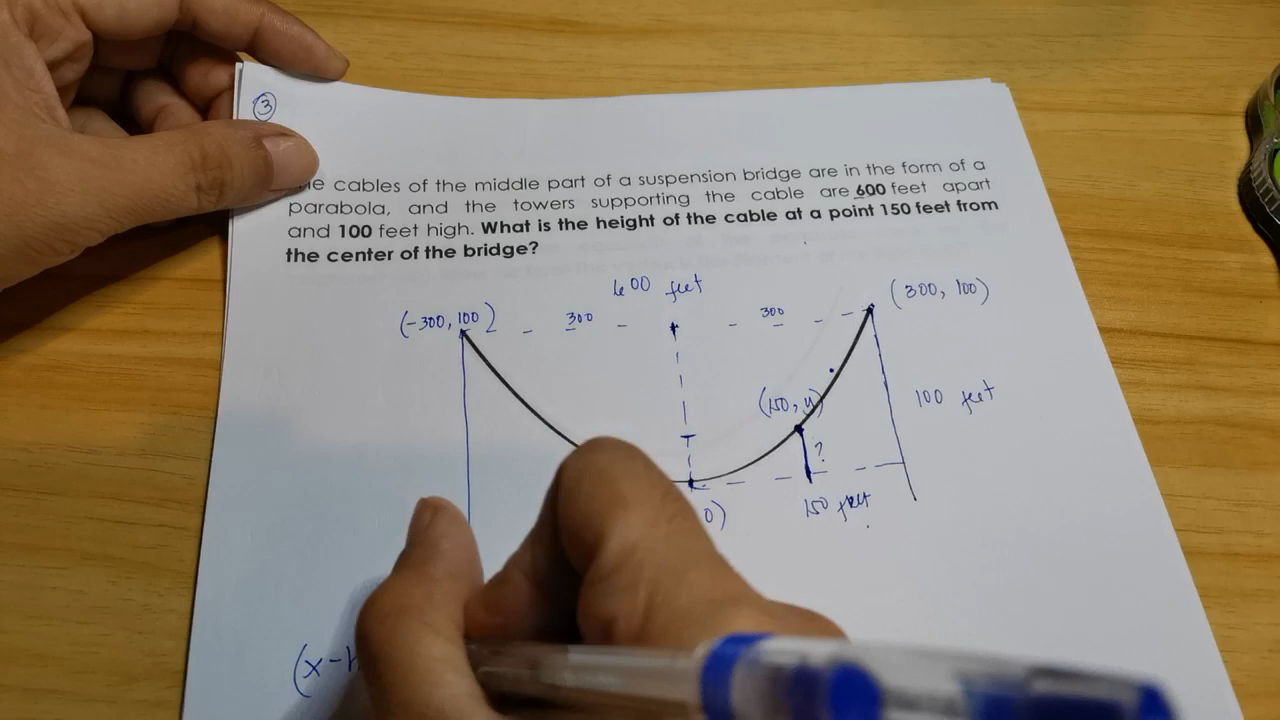 3
cables of the middle part of a suspension bridge are in the form of a
parabola, and the towers supporting the cable are 600 feet apart
and 100 feet high. What is the height of the cable at a point 150 feet from
the center of the bridge?
600 feet
(-300, 100)
300
300
(300, 100)
(150, y)
100 feet
?
0)
150 feet
(x-